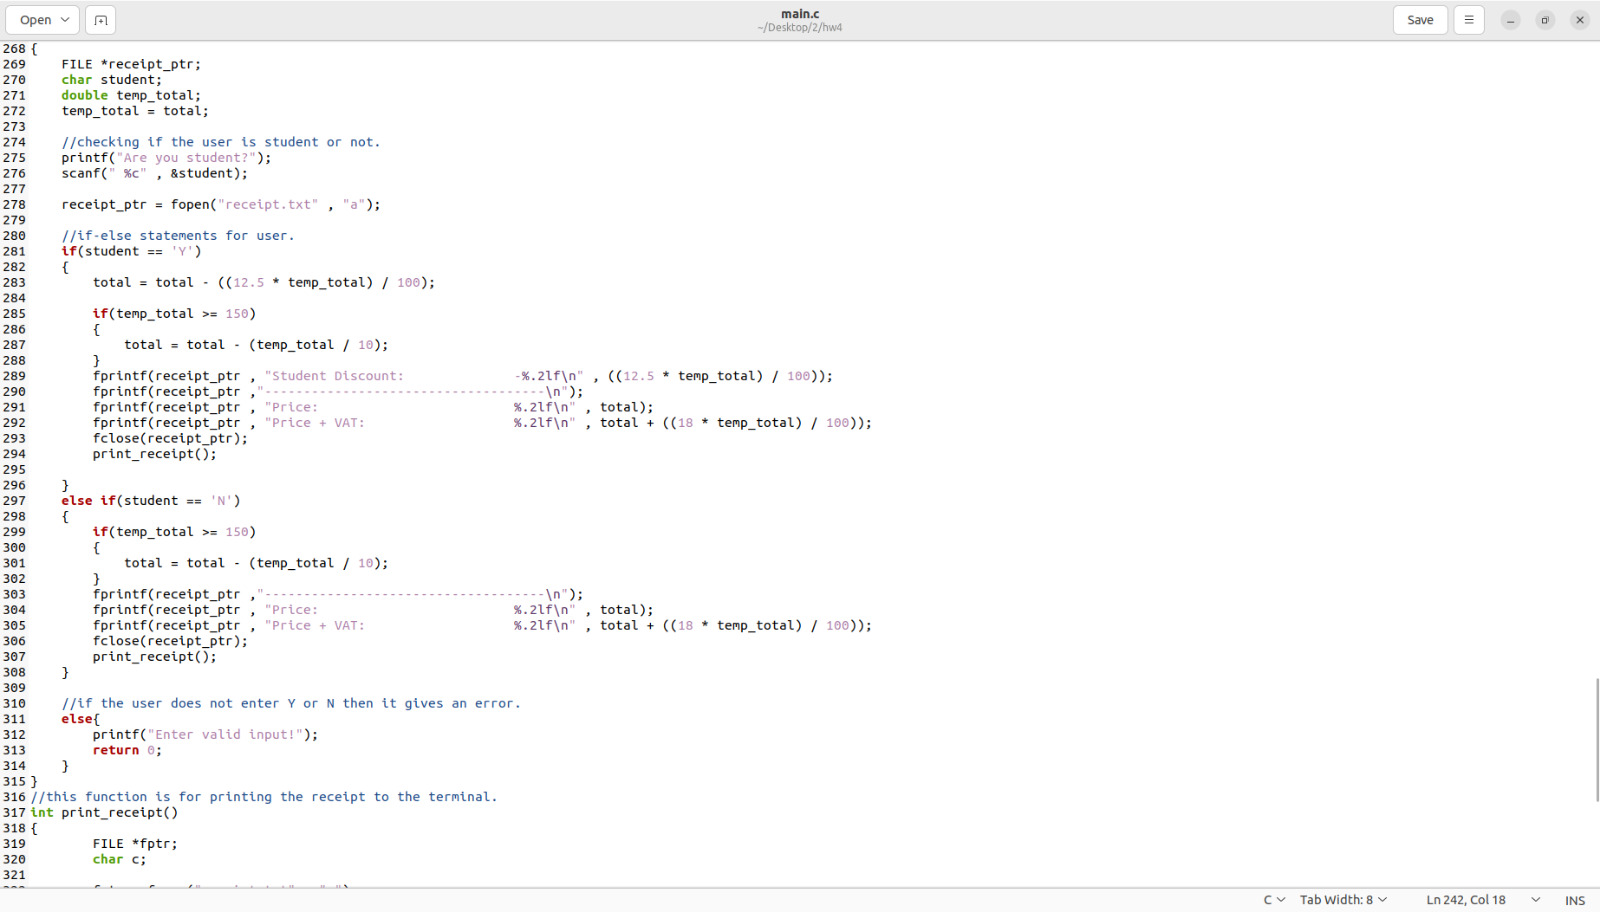 Open
main.c
~/Desktop/2/hw4
Save
268 {
269     FILE *receipt_ptr;
270     char student;
271     double temp_total;
272     temp_total = total;
273
274     //checking if the user is student or not.
275     printf("Are you student?");
276     scanf(" %c" , &student);
277
278     receipt_ptr = fopen("receipt.txt" , "a");
279
280     //if-else statements for user.
281     if(student == 'Y')
282     {
283         total = total - ((12.5 * temp_total) / 100);
284
285         if(temp_total >= 150)
286         {
287             total = total - (temp_total / 10);
288         }
289         fprintf(receipt_ptr , "Student Discount:              -%.2lf\n" , ((12.5 * temp_total) / 100));
290         fprintf(receipt_ptr ,"------------------------------------\n");
291         fprintf(receipt_ptr , "Price:                         %.2lf\n" , total);
292         fprintf(receipt_ptr , "Price + VAT:                   %.2lf\n" , total + ((18 * temp_total) / 100));
293         fclose(receipt_ptr);
294         print_receipt();
295
296     }
297     else if(student == 'N')
298     {
299         if(temp_total >= 150)
300         {
301             total = total - (temp_total / 10);
302         }
303         fprintf(receipt_ptr ,"------------------------------------\n");
304         fprintf(receipt_ptr , "Price:                         %.2lf\n" , total);
305         fprintf(receipt_ptr , "Price + VAT:                   %.2lf\n" , total + ((18 * temp_total) / 100));
306         fclose(receipt_ptr);
307         print_receipt();
308     }
309
310     //if the user does not enter Y or N then it gives an error.
311     else{
312         printf("Enter valid input!");
313         return 0;
314     }
315 }
316 //this function is for printing the receipt to the terminal.
317 int print_receipt()
318 {
319         FILE *fptr;
320         char c;
321
C
Tab Width: 8
Ln 242, Col 18
INS